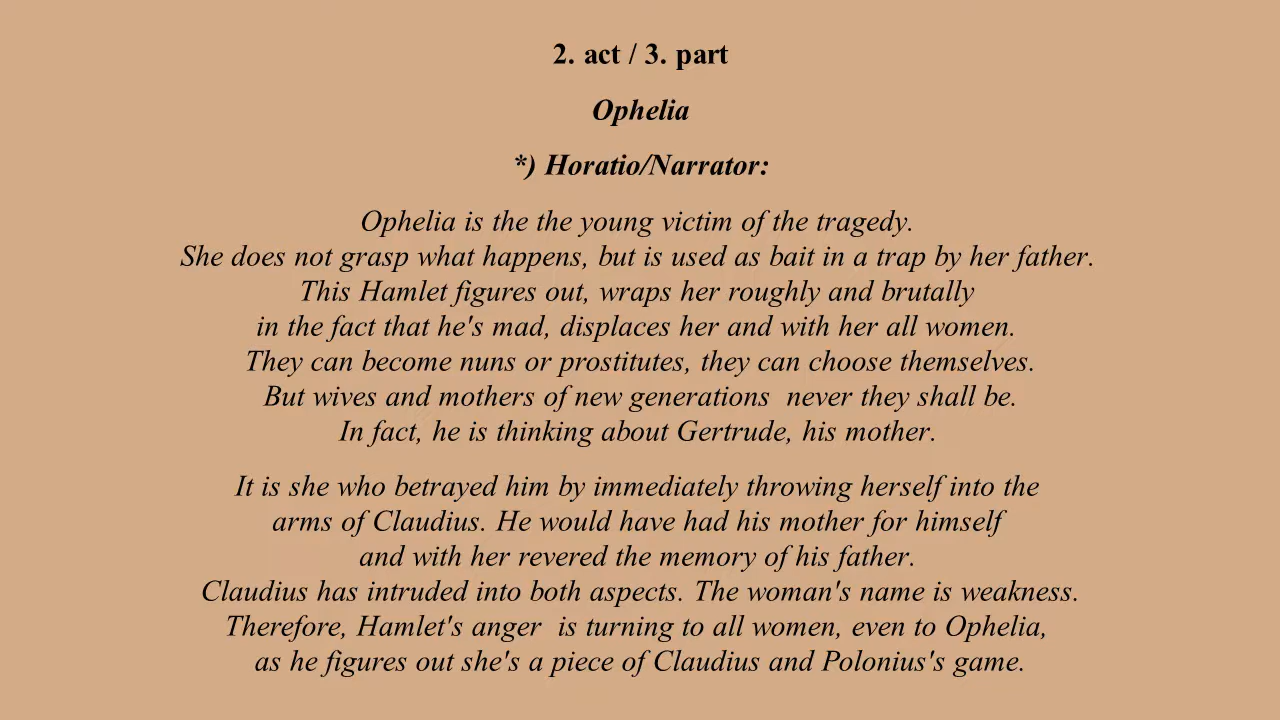 2. act / 3. part
Ophelia
*) Horatio/Narrator:
Ophelia is the the young victim of the tragedy.
She does not grasp what happens, but is used as bait in a trap by her father.
This Hamlet figures out, wraps her roughly and brutally
in the fact that he's mad, displaces her and with her all women.
They can become nuns or prostitutes, they can choose themselves.
But wives and mothers of new generations  never they shall be.
In fact, he is thinking about Gertrude, his mother.
It is she who betrayed him by immediately throwing herself into the
arms of Claudius. He would have had his mother for himself
and with her revered the memory of his father.
Claudius has intruded into both aspects. The woman's name is weakness.
Therefore, Hamlet's anger  is turning to all women, even to Ophelia,
as he figures out she's a piece of Claudius and Polonius's game.